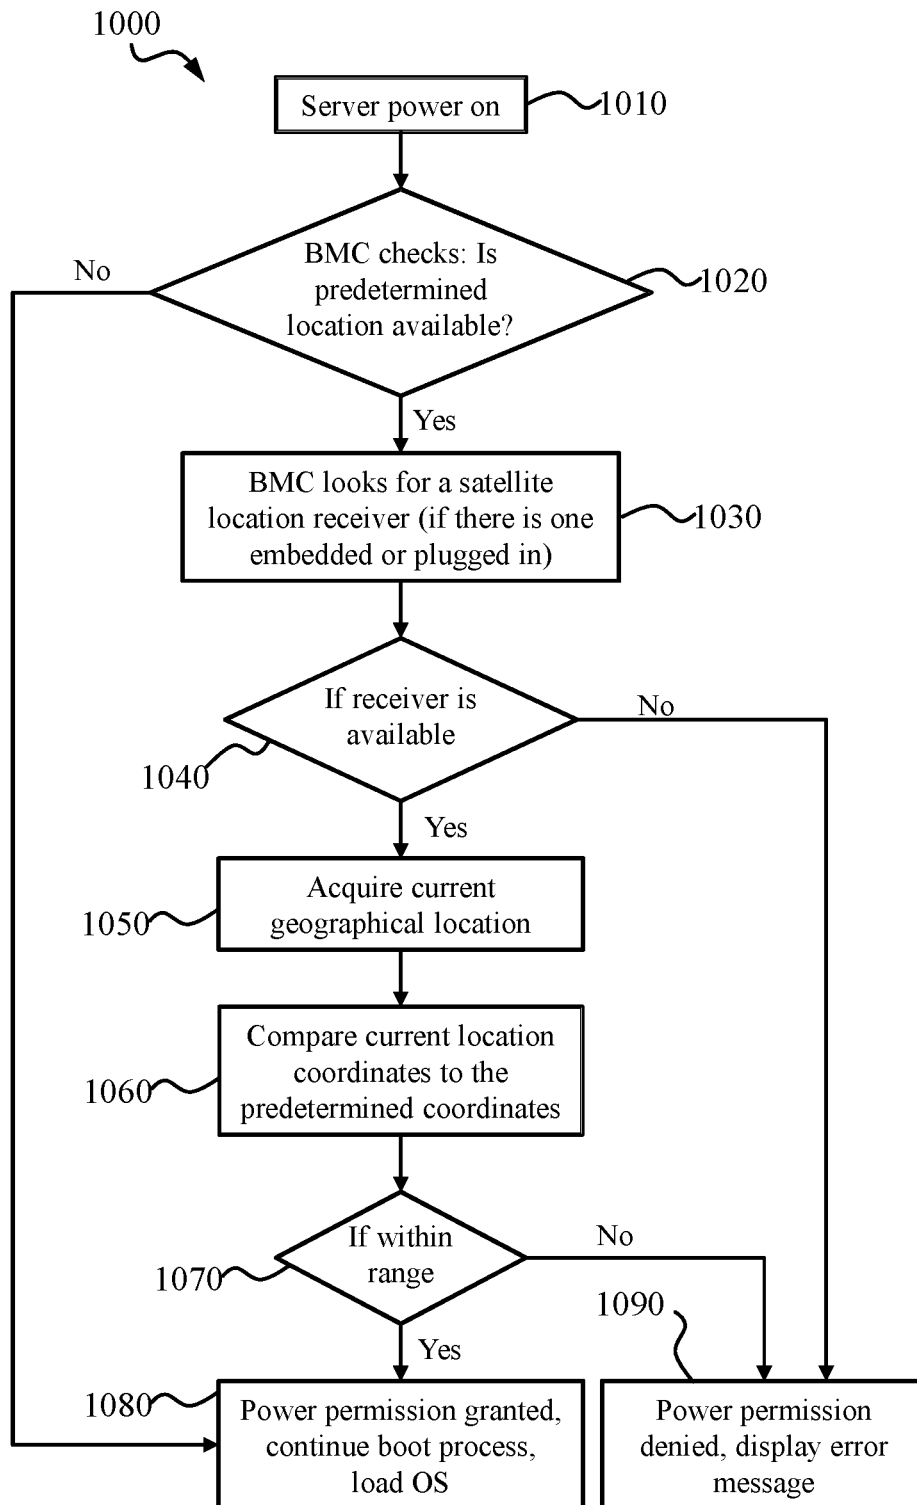 1000
Server power on
1010
BMC checks: Is
predetermined
location available?
1020
No
Yes
BMC looks for a satellite
location receiver (if there is one
embedded or plugged in)
1030
If receiver is
available
No
1040
Yes
Acquire current
geographical location
1050
Compare current location
coordinates to the
predetermined coordinates
1060
If within
range
No
1070
Yes
1090
1080
Power permission granted,
continue boot process,
load OS
Power permission
denied, display error
message